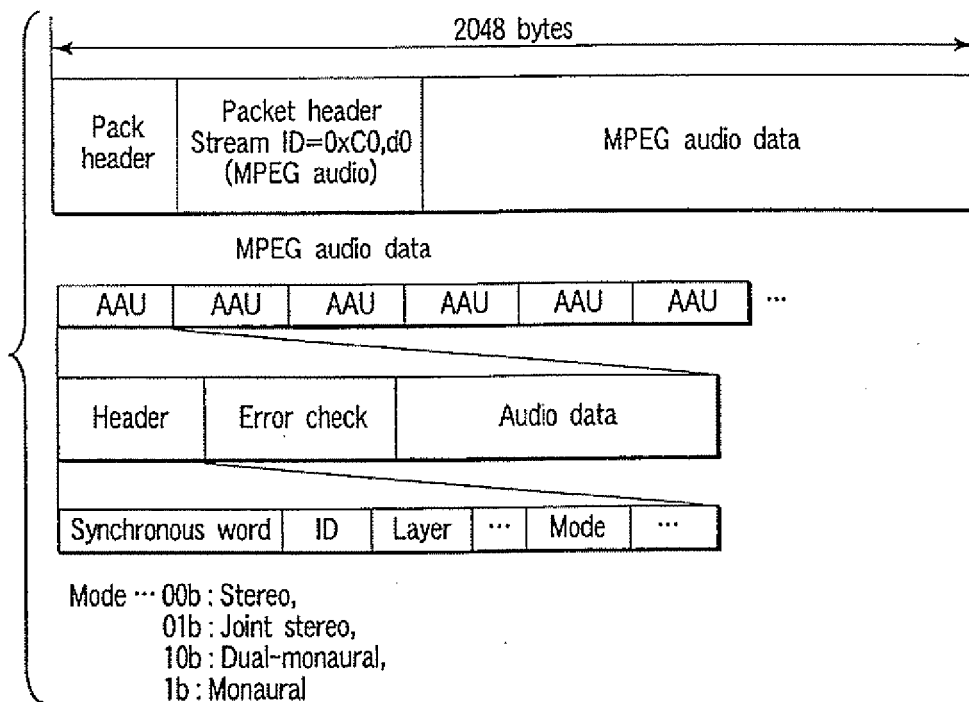 2048 bytes
Pack header
Packet header
Stream ID=0xC0,d0
(MPEG audio)
MPEG audio data
MPEG audio data
AAU AAU AAU AAU AAU AAU ···
Header Error check Audio data
Synchronous word ID Layer ··· Mode ···
Mode ··· 00b : Stereo,
01b : Joint stereo,
10b : Dual-monaural,
1b : Monaural